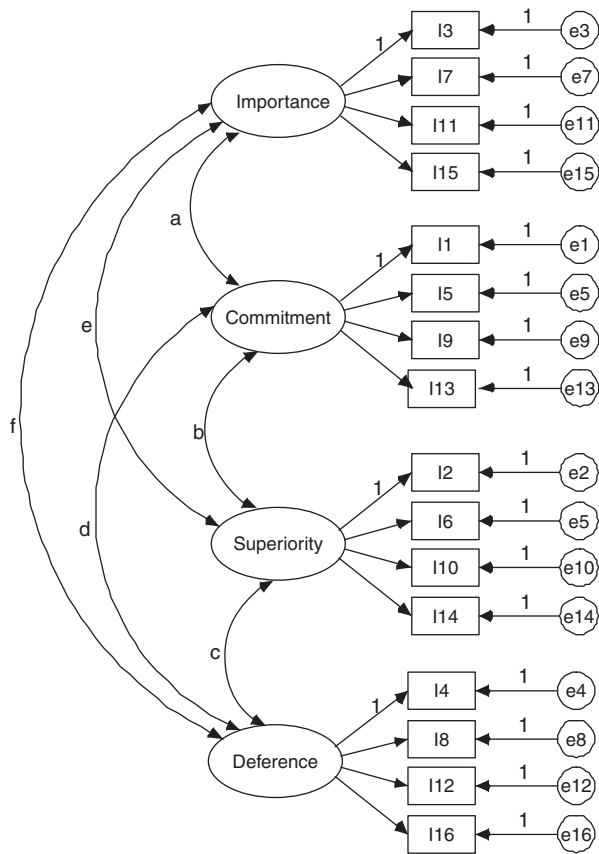 I3 1 e3
1
I7 1 e7
Importance
I11 1 e11
I15 1 e15
a
I1 1 e1
1
I5 1 e5
Commitment
e
I9 1 e9
I13 1 e13
f
b
I2 1 e2
1
I6 1 e5
d
Superiority
I10 1 e10
I14 1 e14
c
I4 1 e4
1
I8 1 e8
Deference
I12 1 e12
I16 1 e16